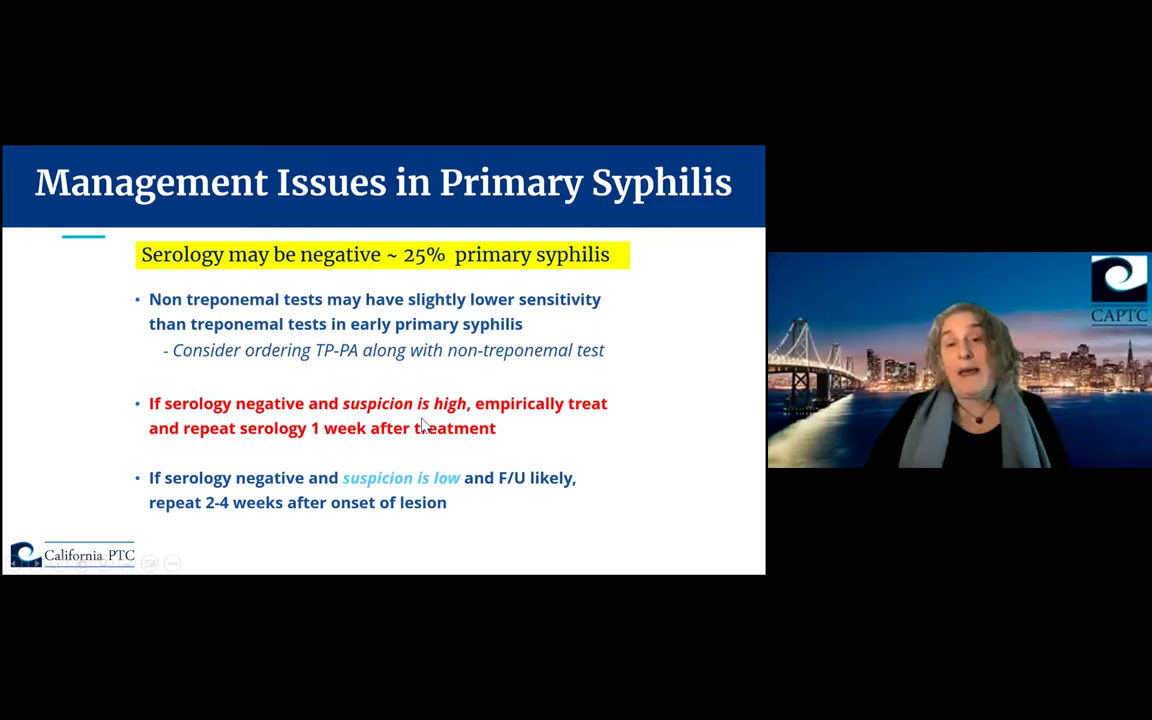 Management Issues in Primary Syphilis
Serology may be negative ~ 25% primary syphilis
• Non treponemal tests may have slightly lower sensitivity
than treponemal tests in early primary syphilis
- Consider ordering TP-PA along with non-treponemal test
• If serology negative and suspicion is high, empirically treat
and repeat serology 1 week after treatment
• If serology negative and suspicion is low and F/U likely,
repeat 2-4 weeks after onset of lesion
California PTC
CAPTC